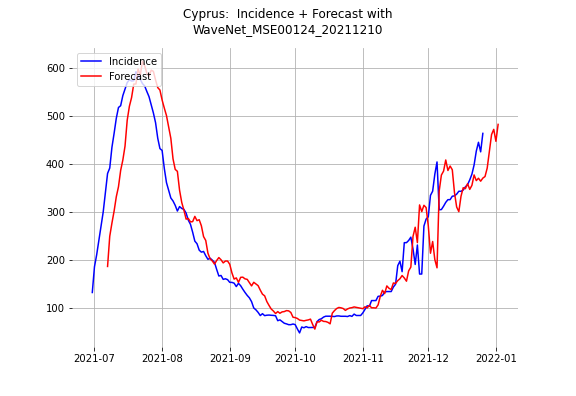 Cyprus:  Incidence + Forecast with
WaveNet_MSE00124_20211210
Incidence
Forecast
600
500
400
300
200
100
2021-07 2021-08 2021-09 2021-10 2021-11 2021-12 2022-01